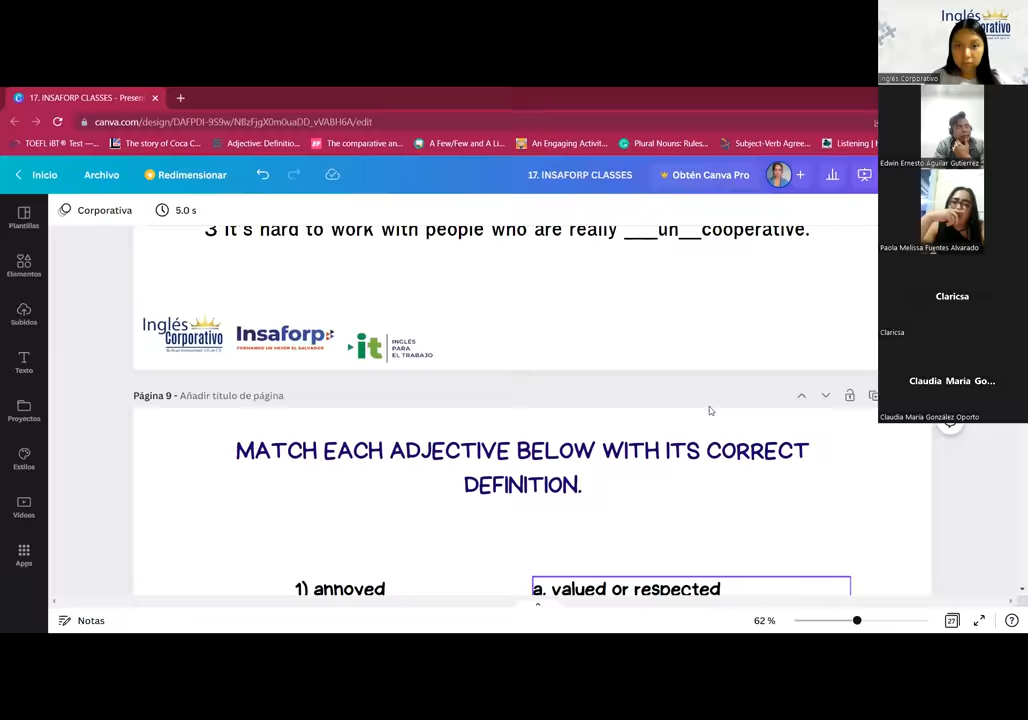 17. INSAFORP CLASSES - Presen
canva.com/design/DAFPDI-9S9w/NBzFjgX0m0uaDD_vVABH6A/edit
TOEFL iBT® Test —...
The story of Coca C...
Adjective: Definitio...
The comparative an...
A Few/Few and A Li...
An Engaging Activit...
Plural Nouns: Rules...
Subject-Verb Agree...
Listening |
Inicio
Archivo
Redimensionar
17. INSAFORP CLASSES
Obtén Canva Pro
Plantillas
Elementos
Subidos
Texto
Proyectos
Estilos
Videos
Apps
Corporativa
5.0 s
3 It's hard to work with people who are really ___un__cooperative.
Inglés
Corporativo
Insaforp
FORMANDO UN MEJOR EL SALVADOR
it
INGLÉS
PARA
EL TRABAJO
Página 9 - Añadir título de página
MATCH EACH ADJECTIVE BELOW WITH ITS CORRECT
DEFINITION.
1) annoyed
a. valued or respected
Notas
62 %
27
Inglés
Inglés Corporativo
Edwin Ernesto Aguilar Gutierrez
Paola Melissa Fuentes Alvarado
Claricsa
Claricsa
Claudia Maria Go...
Claudia María González Oporto